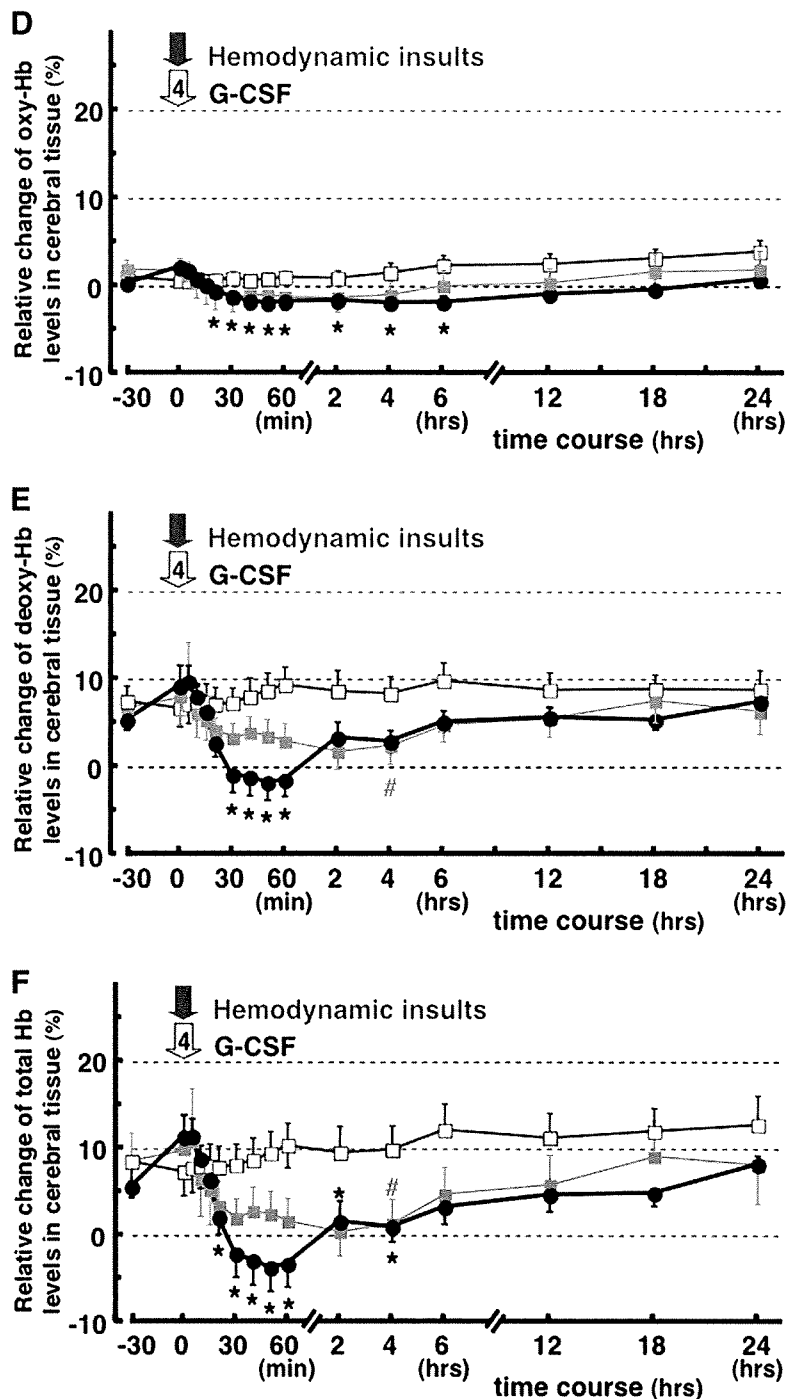 D
Hemodynamic insults
4 G-CSF
Relative change of oxy-Hb
levels in cerebral tissue (%)
20
10
0
-10
* * * * * * * *
-30 0 30 60 2 4 6 12 18 24
(min) (hrs) (hrs)
time course (hrs)
E
Hemodynamic insults
4 G-CSF
Relative change of deoxy-Hb
levels in cerebral tissue (%)
20
10
0
-10
#
* * * *
-30 0 30 60 2 4 6 12 18 24
(min) (hrs) (hrs)
time course (hrs)
F
Hemodynamic insults
4 G-CSF
Relative change of total Hb
levels in cerebral tissue (%)
20
10
0
-10
* #
* *
* * * *
-30 0 30 60 2 4 6 12 18 24
(min) (hrs) (hrs)
time course (hrs)